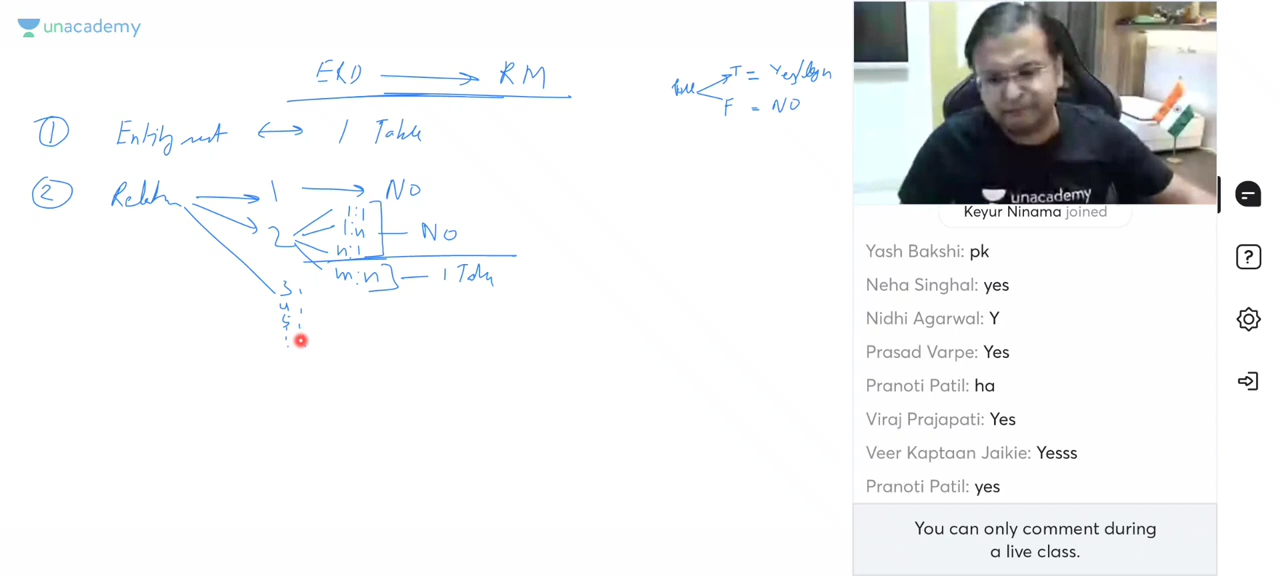 unacademy
ERD → RM
T = Yes
F = NO
① Entity set ↔ 1 Table
② Relation → 1 → NO
2 1:1
1:n — NO
n:1
m:n — 1 Table
3
4
5
unacademy
Keyur Ninama joined
Yash Bakshi: pk
Neha Singhal: yes
Nidhi Agarwal: Y
Prasad Varpe: Yes
Pranoti Patil: ha
Viraj Prajapati: Yes
Veer Kaptaan Jaikie: Yesss
Pranoti Patil: yes
You can only comment during
a live class.